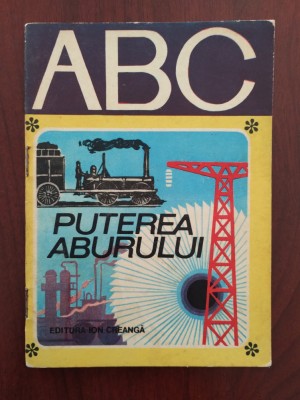 ABC
PUTEREA
ABURULUI
EDITURA ION CREANGĂ